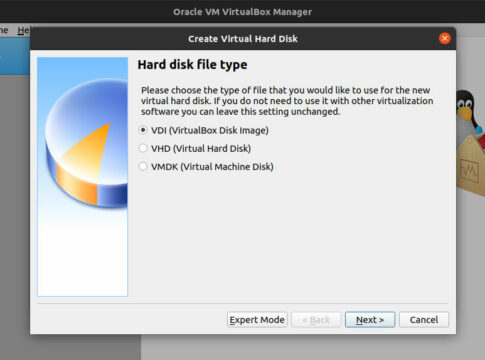 Oracle VM VirtualBox Manager
Create Virtual Hard Disk
Hard disk file type
Please choose the type of file that you would like to use for the new
virtual hard disk. If you do not need to use it with other virtualization
software you can leave this setting unchanged.
VDI (VirtualBox Disk Image)
VHD (Virtual Hard Disk)
VMDK (Virtual Machine Disk)
Expert Mode
< Back
Next >
Cancel